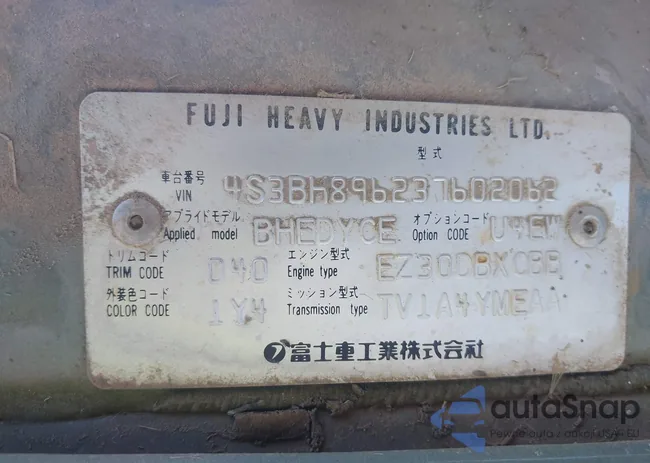 FUJI HEAVY INDUSTRIES LTD.
型式
車台番号
VIN 4S3BH896237602062
アプライドモデル オプションコード
Applied model BHEDYCE Option CODE U4EW
トリムコード エンジン型式
TRIM CODE D40 Engine type EZ30DBXCBB
外装色コード ミッション型式
COLOR CODE 1Y4 Transmission type TV1A4YMEAA
富士重工業株式会社
autoSnap